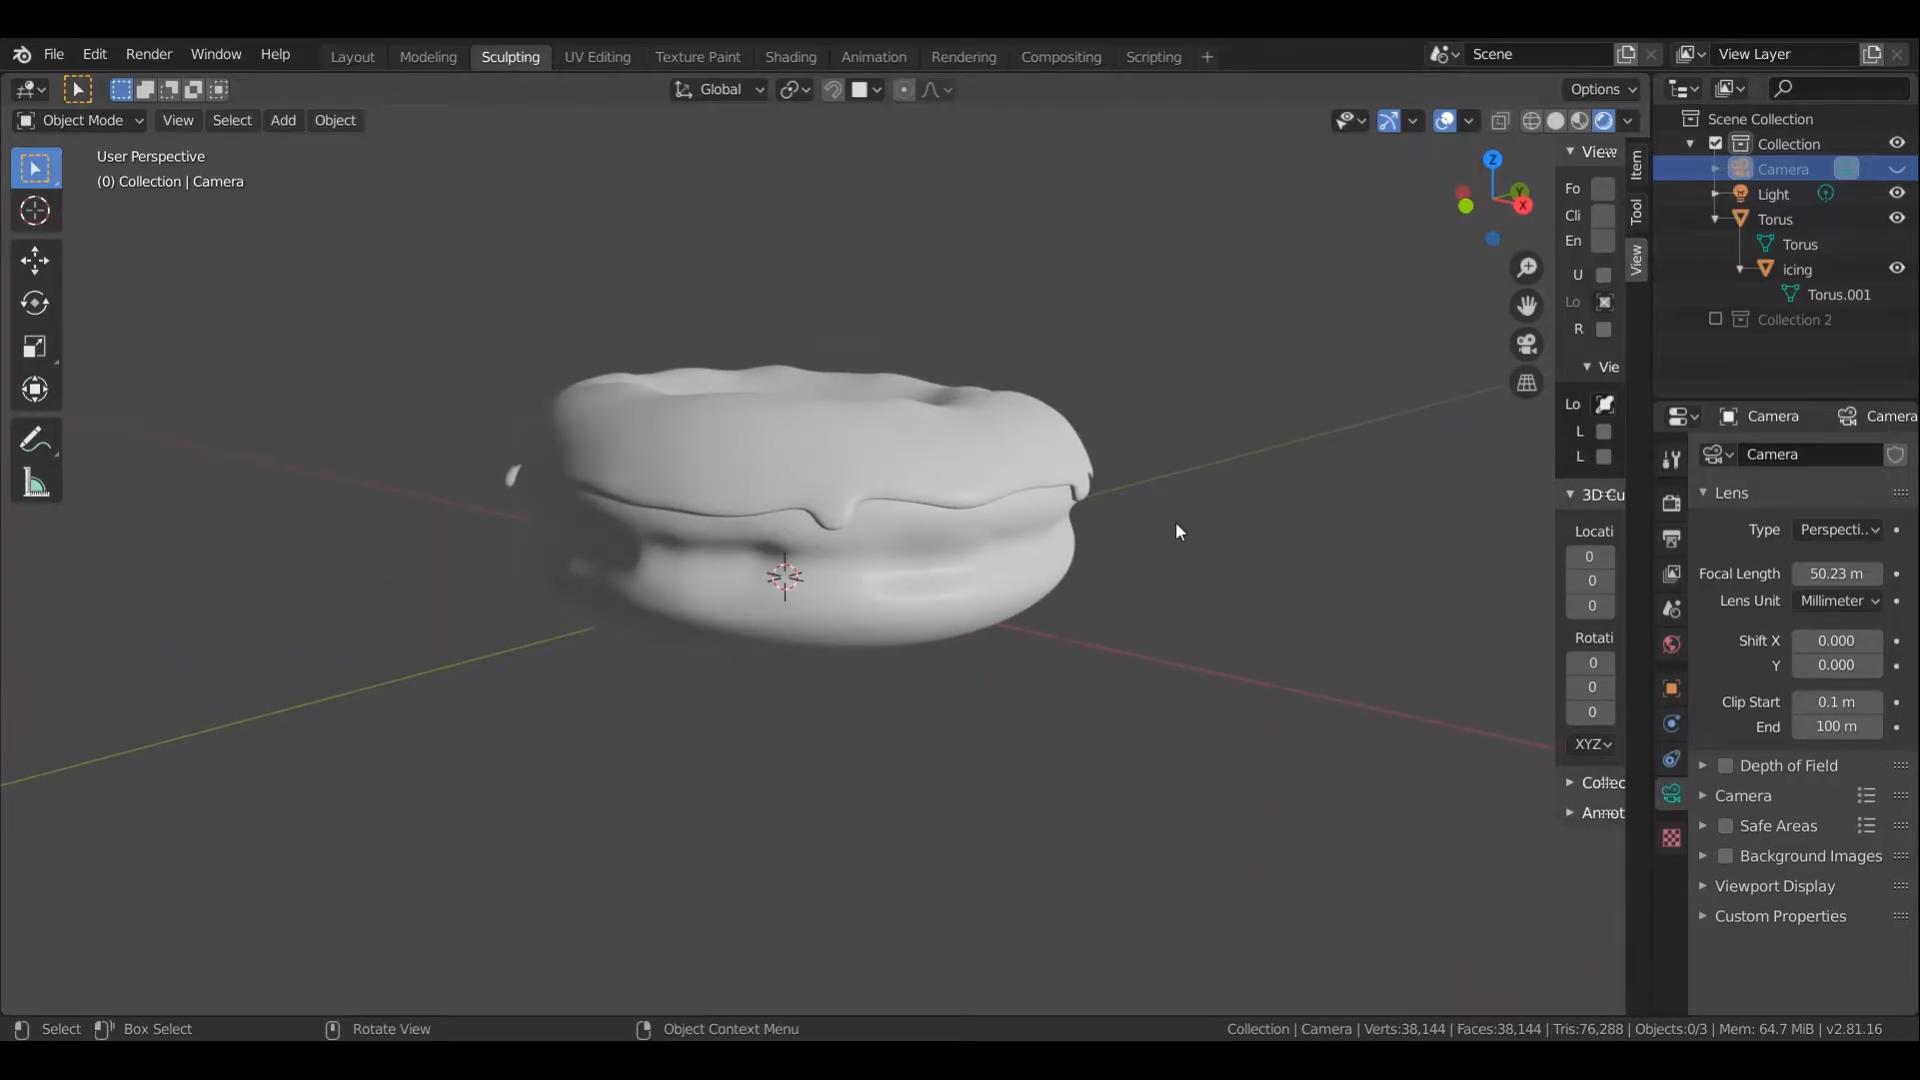 File Edit Render Window Help Layout Modeling Sculpting UV Editing Texture Paint Shading Animation Rendering Compositing Scripting + Scene View Layer
Global Options
Object Mode View Select Add Object
User Perspective
(0) Collection | Camera
Z
Y
X
View
Fo
Cli
En
U
Lo
R
Vie
Lo
L
L
3D Cu
Locati
0
0
0
Rotati
0
0
0
XYZ
Collec
Annot
Item
Tool
View
Scene Collection
Collection
Camera
Light
Torus
Torus
icing
Torus.001
Collection 2
Camera Camera
Camera
Lens
Type Perspecti..
Focal Length 50.23 m
Lens Unit Millimeter
Shift X 0.000
Y 0.000
Clip Start 0.1 m
End 100 m
Depth of Field
Camera
Safe Areas
Background Images
Viewport Display
Custom Properties
Select Box Select Rotate View Object Context Menu Collection | Camera | Verts:38,144 | Faces:38,144 | Tris:76,288 | Objects:0/3 | Mem: 64.7 MiB | v2.81.16